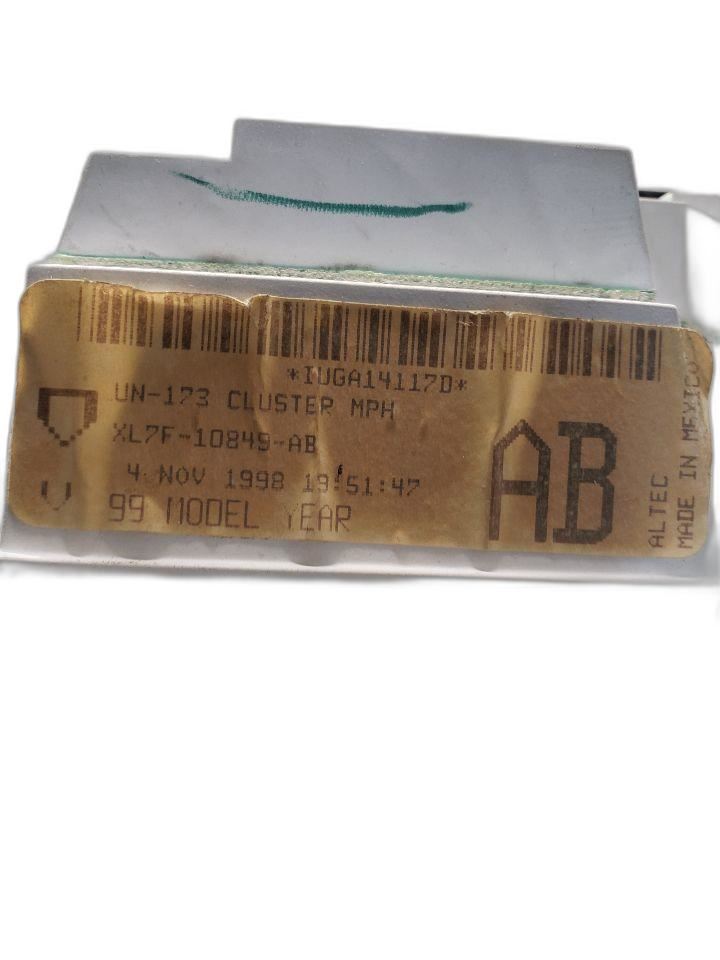 *IUGA14117D*
UN-173 CLUSTER MPH
XL7F-10849-AB
4 NOV 1998 19:51:47
99 MODEL YEAR
AB
ALTEC
MADE IN MEXICO